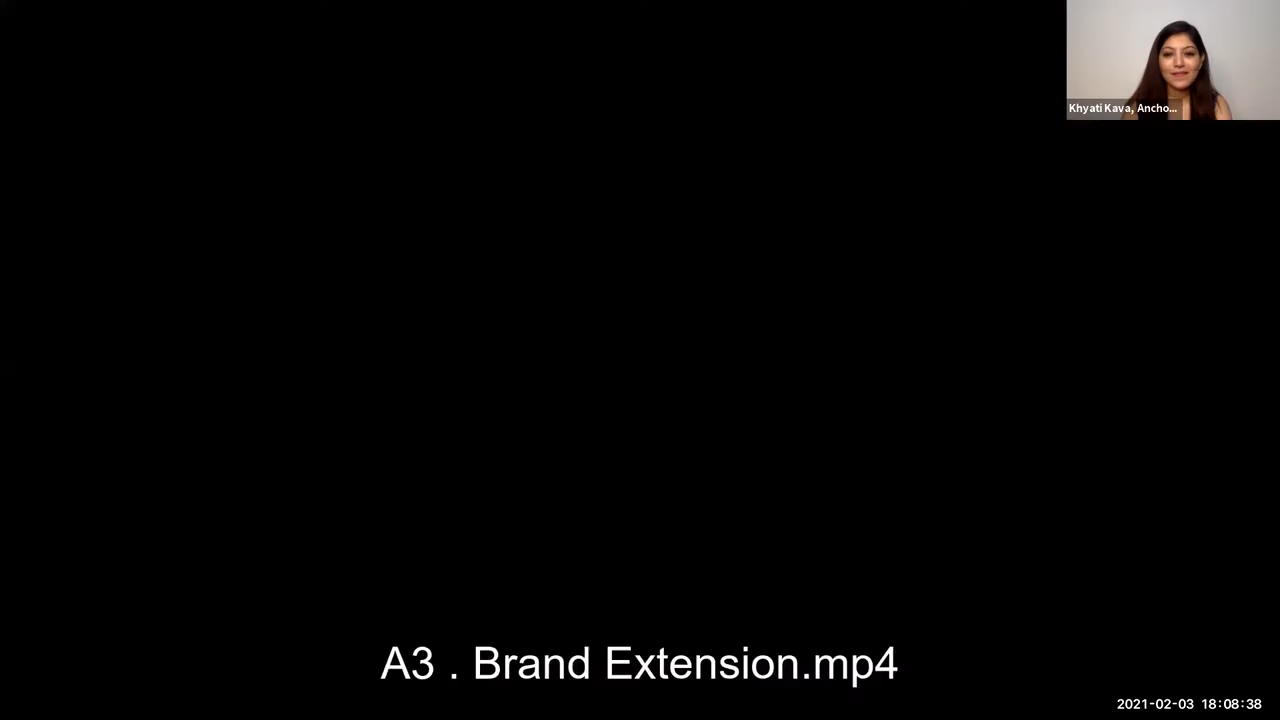 Khyati Kava, Ancho...
A3 . Brand Extension.mp4
2021-02-03 18:08:38